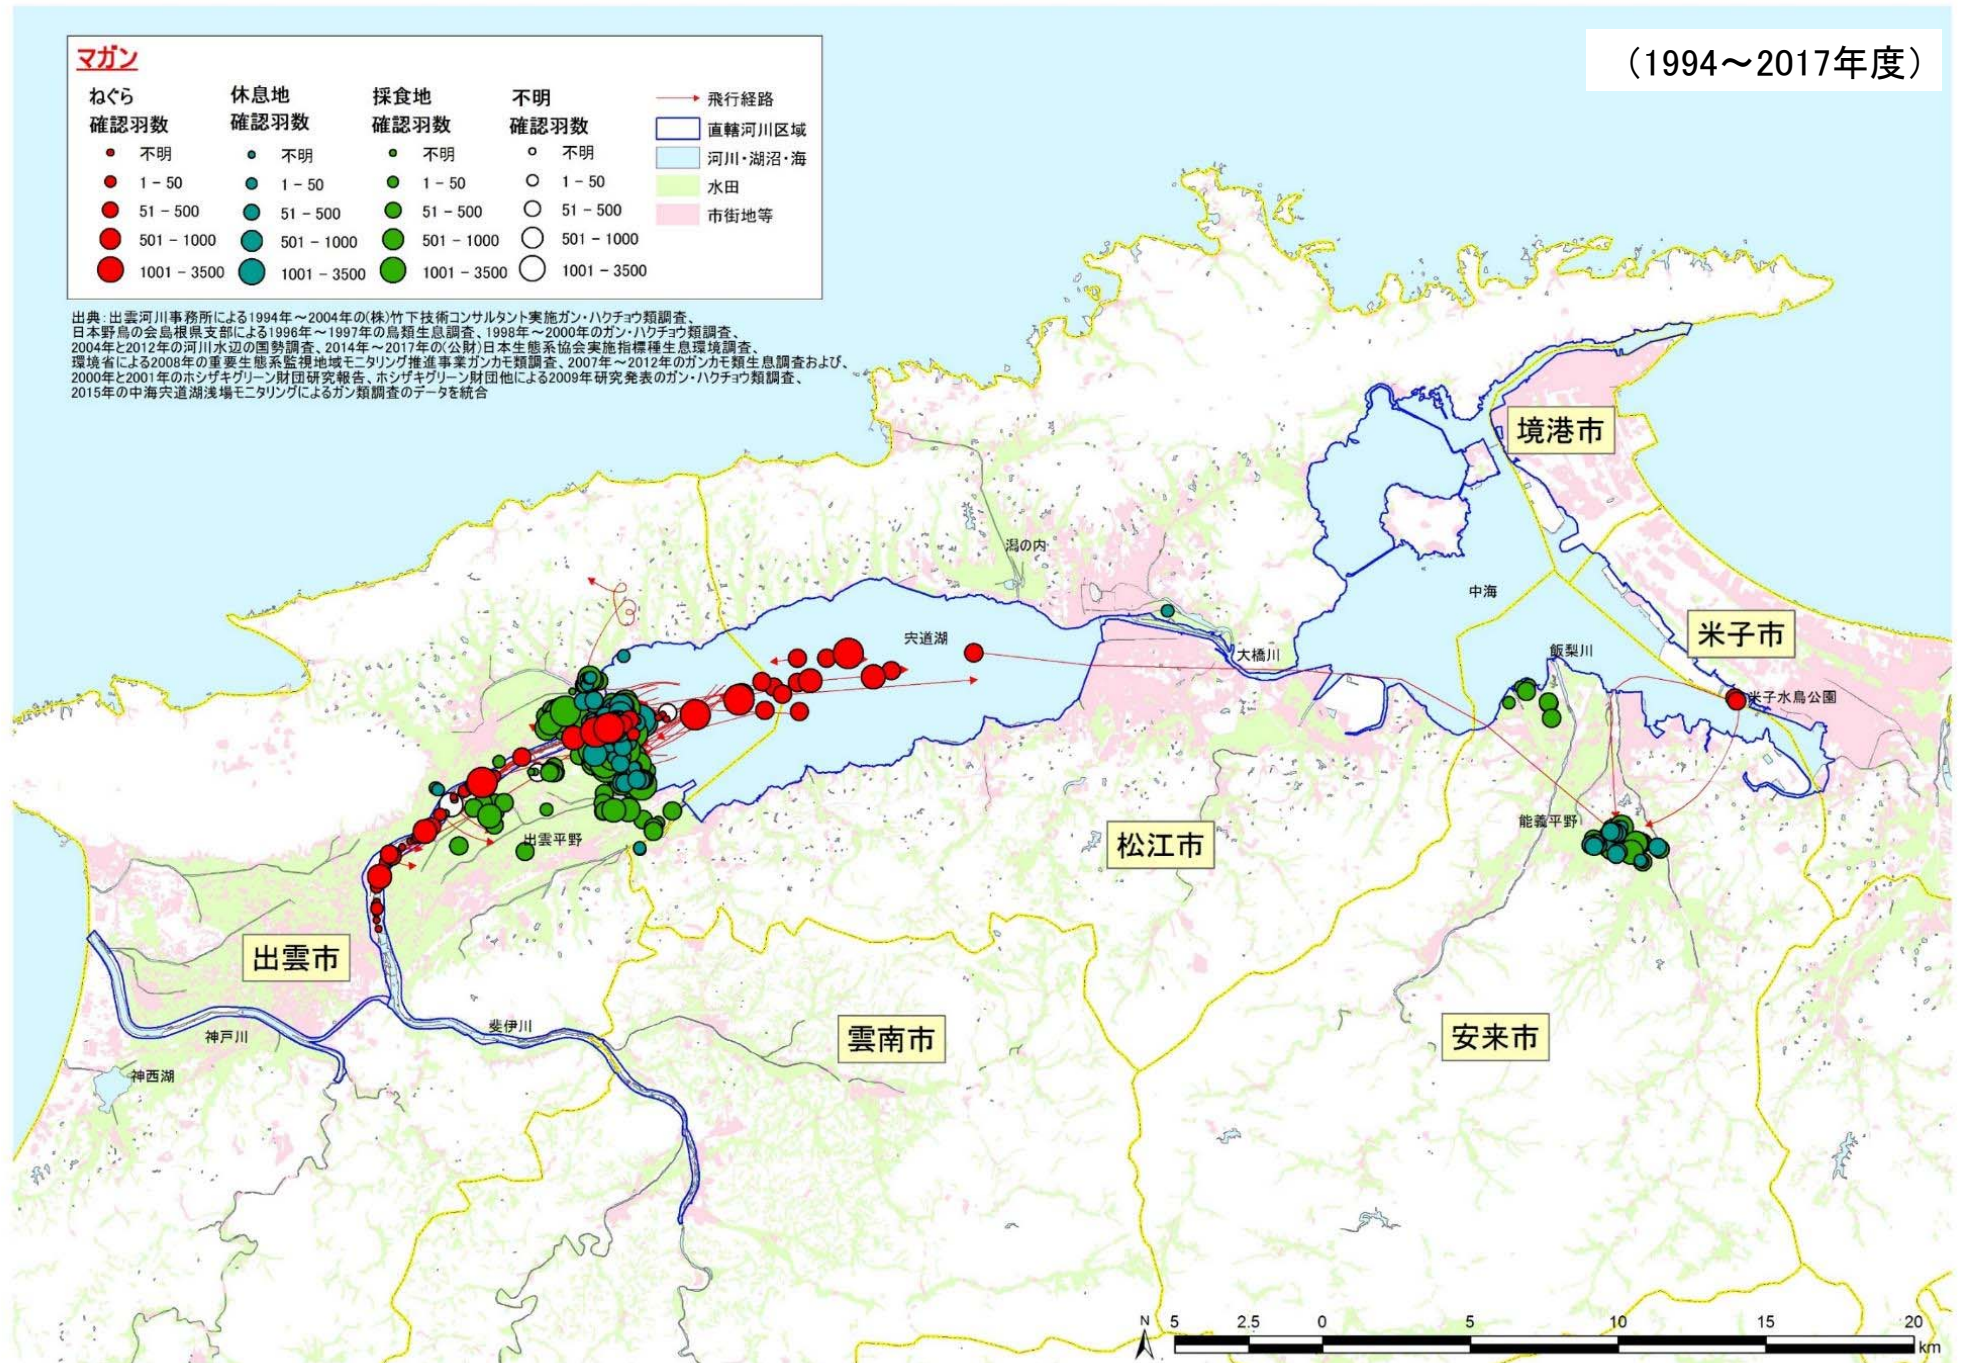 (1994～2017年度)
マガン
ねぐら 休息地 採食地 不明
確認羽数 確認羽数 確認羽数 確認羽数
不明 不明 不明 不明
1 - 50 1 - 50 1 - 50 1 - 50
51 - 500 51 - 500 51 - 500 51 - 500
501 - 1000 501 - 1000 501 - 1000 501 - 1000
1001 - 3500 1001 - 3500 1001 - 3500 1001 - 3500
飛行経路
直轄河川区域
河川・湖沼・海
水田
市街地等
出典：出雲河川事務所による1994年～2004年の(株)竹下技術コンサルタント実施ガン・ハクチョウ類調査、
日本野鳥の会島根県支部による1996年～1997年の鳥類生息調査、1998年～2000年のガン・ハクチョウ類調査、
2004年と2012年の河川水辺の国勢調査、2014年～2017年の(公財)日本生態系協会実施指標種生息環境調査、
環境省による2008年の重要生態系監視地域モニタリング推進事業ガンカモ類調査、2007年～2012年のガンカモ類生息調査および、
2000年と2001年のホシザキグリーン財団研究報告、ホシザキグリーン財団他による2009年研究発表のガン・ハクチョウ類調査、
2015年の中海宍道湖浅場モニタリングによるガン類調査のデータを統合
境港市
潟の内
中海
米子市
宍道湖
大橋川
飯梨川
米子水鳥公園
能義平野
出雲平野
松江市
出雲市
斐伊川
神戸川
雲南市
安来市
神西湖
N
5 2.5 0 5 10 15 20
km